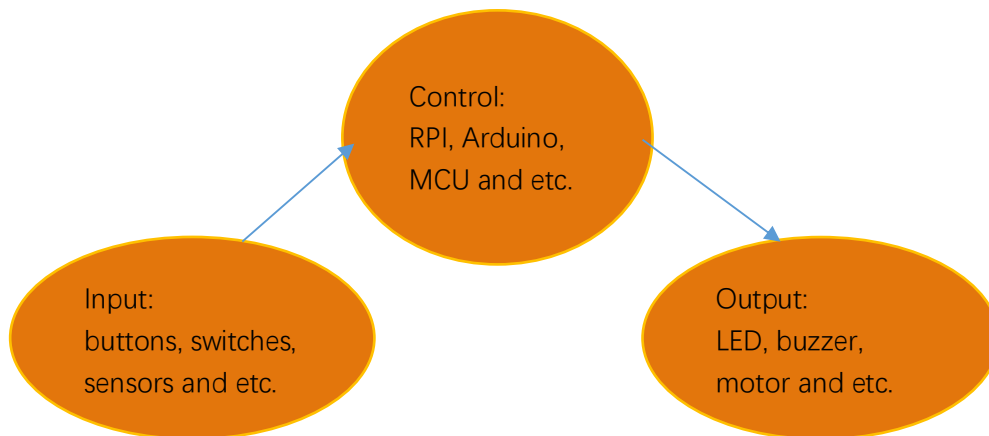 Control:
RPI, Arduino,
MCU and etc.
Input:
buttons, switches,
sensors and etc.
Output:
LED, buzzer,
motor and etc.